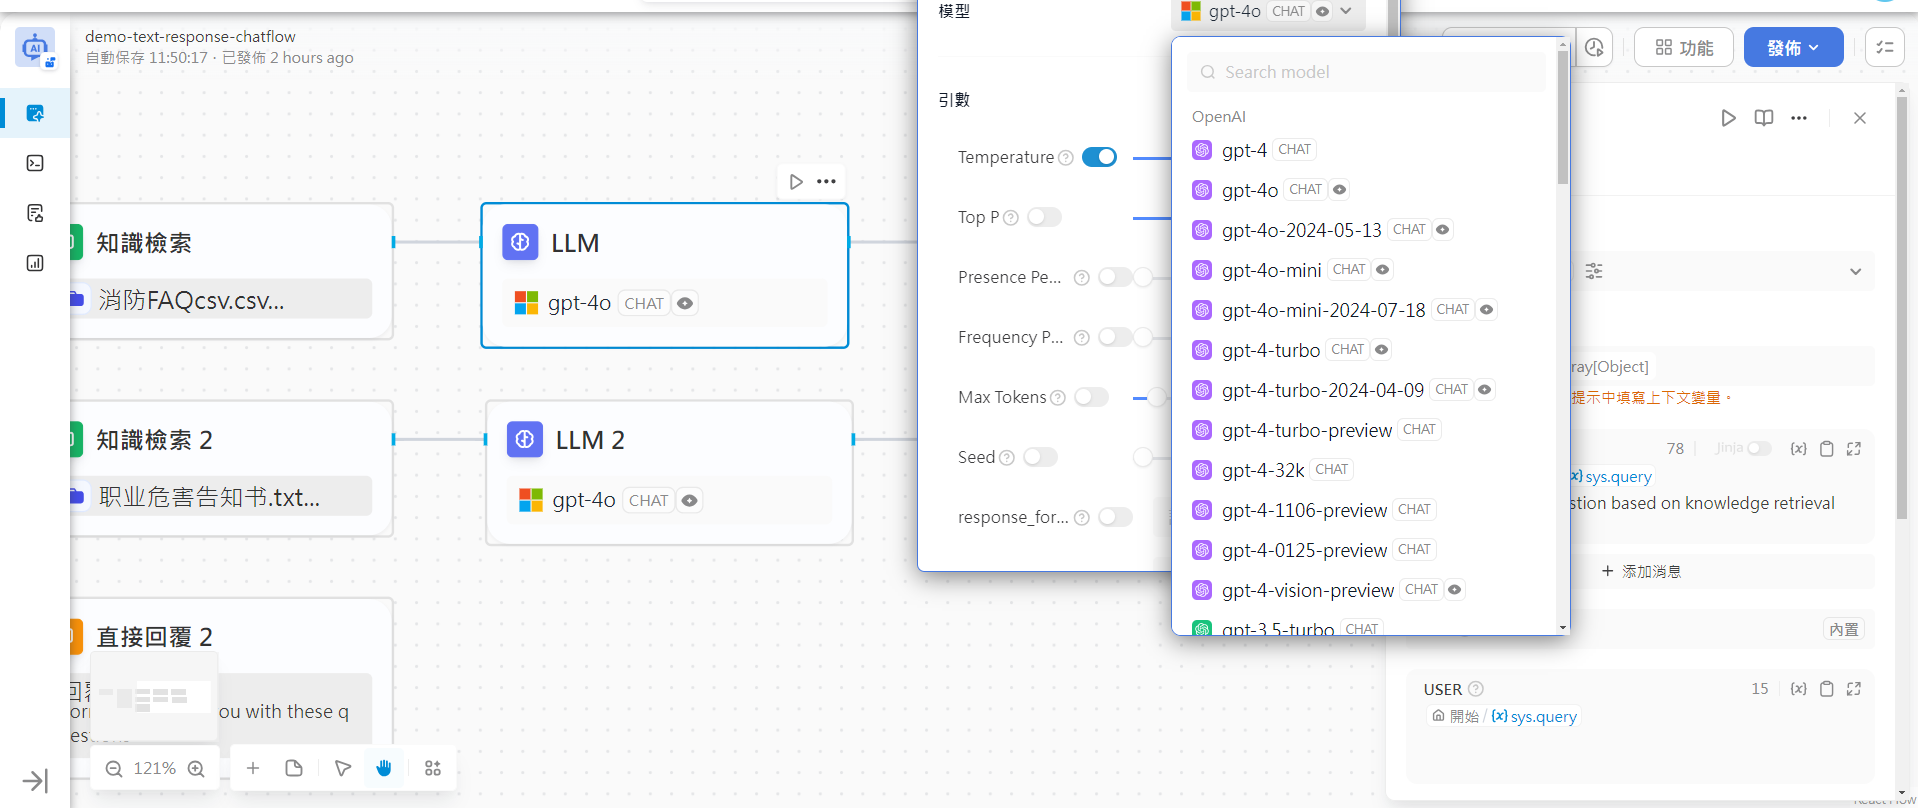 demo-text-response-chatflow
自動保存 11:50:17 · 已發佈 2 hours ago
功能
發佈
知識檢索
消防FAQcsv.csv...
LLM
gpt-4o CHAT
知識檢索 2
职业危害告知书.txt...
LLM 2
gpt-4o CHAT
直接回覆 2
ou with these q
121%
模型
gpt-4o CHAT
引數
Temperature
Top P
Presence Pe...
Frequency P...
Max Tokens
Seed
response_for...
Search model
OpenAI
gpt-4 CHAT
gpt-4o CHAT
gpt-4o-2024-05-13 CHAT
gpt-4o-mini CHAT
gpt-4o-mini-2024-07-18 CHAT
gpt-4-turbo CHAT
gpt-4-turbo-2024-04-09 CHAT
gpt-4-turbo-preview CHAT
gpt-4-32k CHAT
gpt-4-1106-preview CHAT
gpt-4-0125-preview CHAT
gpt-4-vision-preview CHAT
gpt-3.5-turbo CHAT
ray[Object]
提示中填寫上下文變量。
78 Jinja {x}
{x} sys.query
stion based on knowledge retrieval
+ 添加消息
內置
USER 15 {x}
開始 / {x} sys.query
React Flow